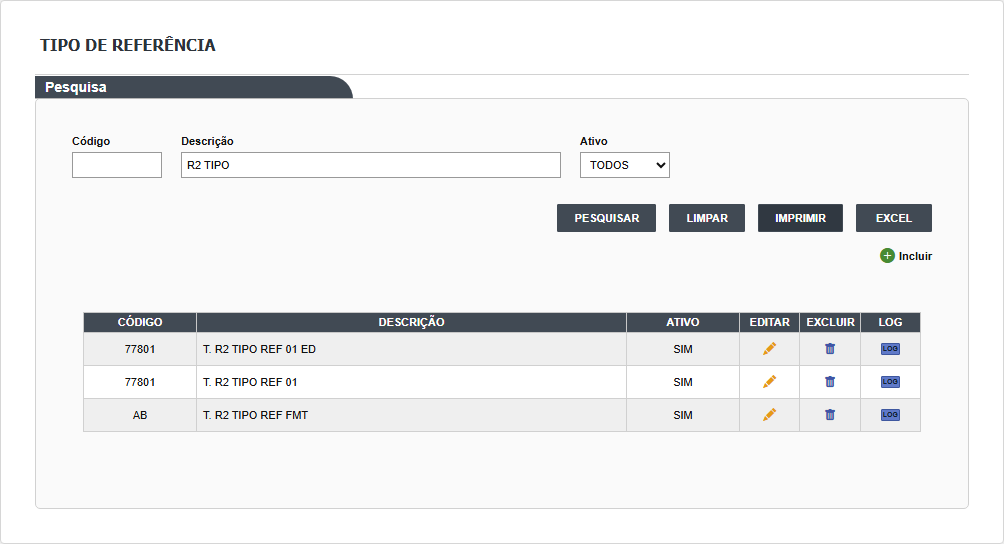 TIPO DE REFERÊNCIA
Pesquisa
Código Descrição Ativo
R2 TIPO TODOS
PESQUISAR LIMPAR IMPRIMIR EXCEL
Incluir
CÓDIGO DESCRIÇÃO ATIVO EDITAR EXCLUIR LOG
77801 T. R2 TIPO REF 01 ED SIM LOG
77801 T. R2 TIPO REF 01 SIM LOG
AB T. R2 TIPO REF FMT SIM LOG